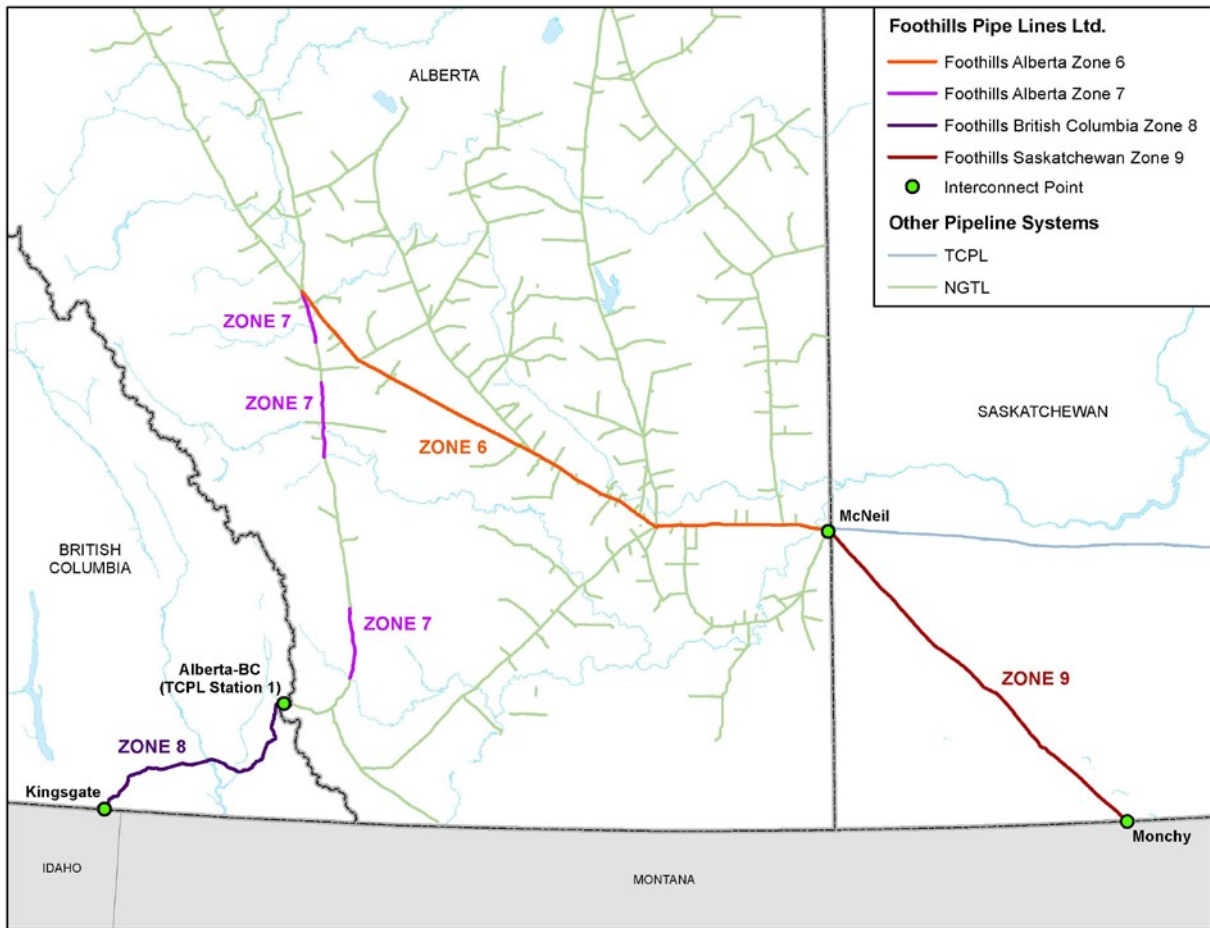 Foothills Pipe Lines Ltd.
Foothills Alberta Zone 6
Foothills Alberta Zone 7
Foothills British Columbia Zone 8
Foothills Saskatchewan Zone 9
Interconnect Point
Other Pipeline Systems
TCPL
NGTL
ALBERTA
ZONE 7
ZONE 7
ZONE 6
SASKATCHEWAN
McNeil
BRITISH
COLUMBIA
ZONE 7
Alberta-BC
(TCPL Station 1)
ZONE 9
ZONE 8
Kingsgate
Monchy
IDAHO
MONTANA